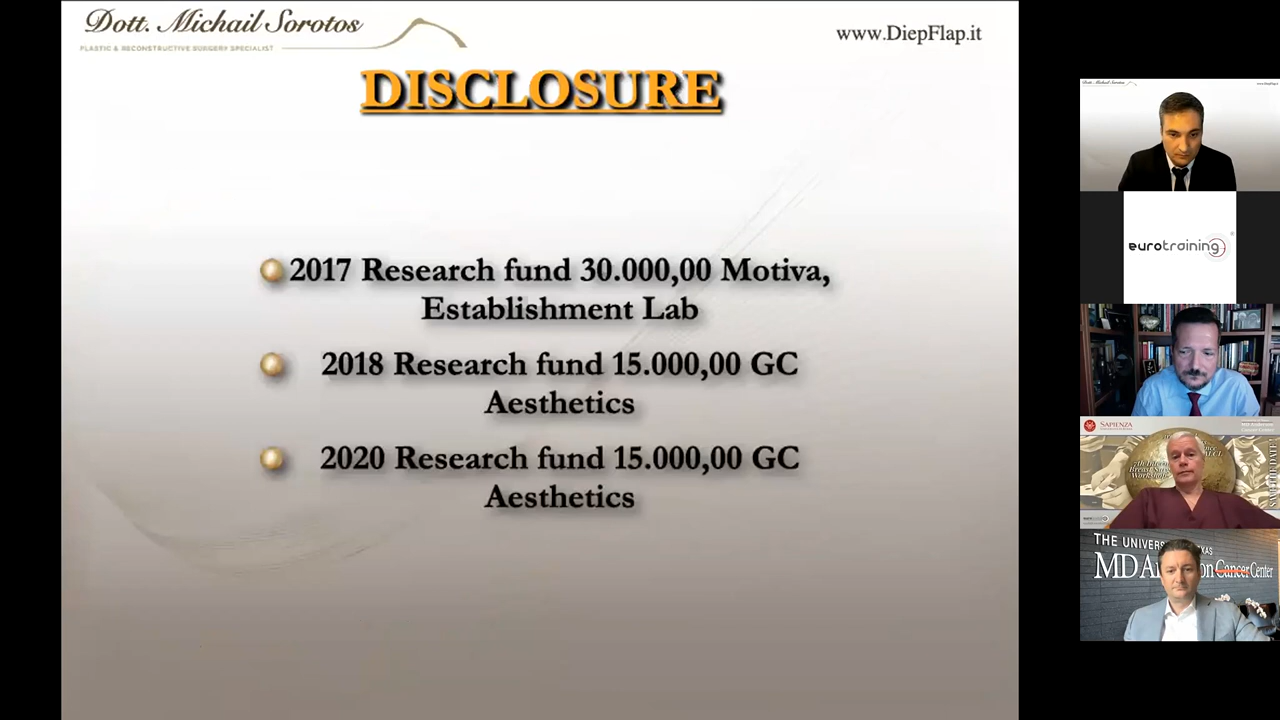 Dott. Michail Sorotos
PLASTIC & RECONSTRUCTIVE SURGERY SPECIALIST
www.DiepFlap.it
DISCLOSURE
2017 Research fund 30.000,00 Motiva,
Establishment Lab
2018 Research fund 15.000,00 GC
Aesthetics
2020 Research fund 15.000,00 GC
Aesthetics
eurotraining
SAPIENZA
THE UNIVER
MD A
on Cancer Center